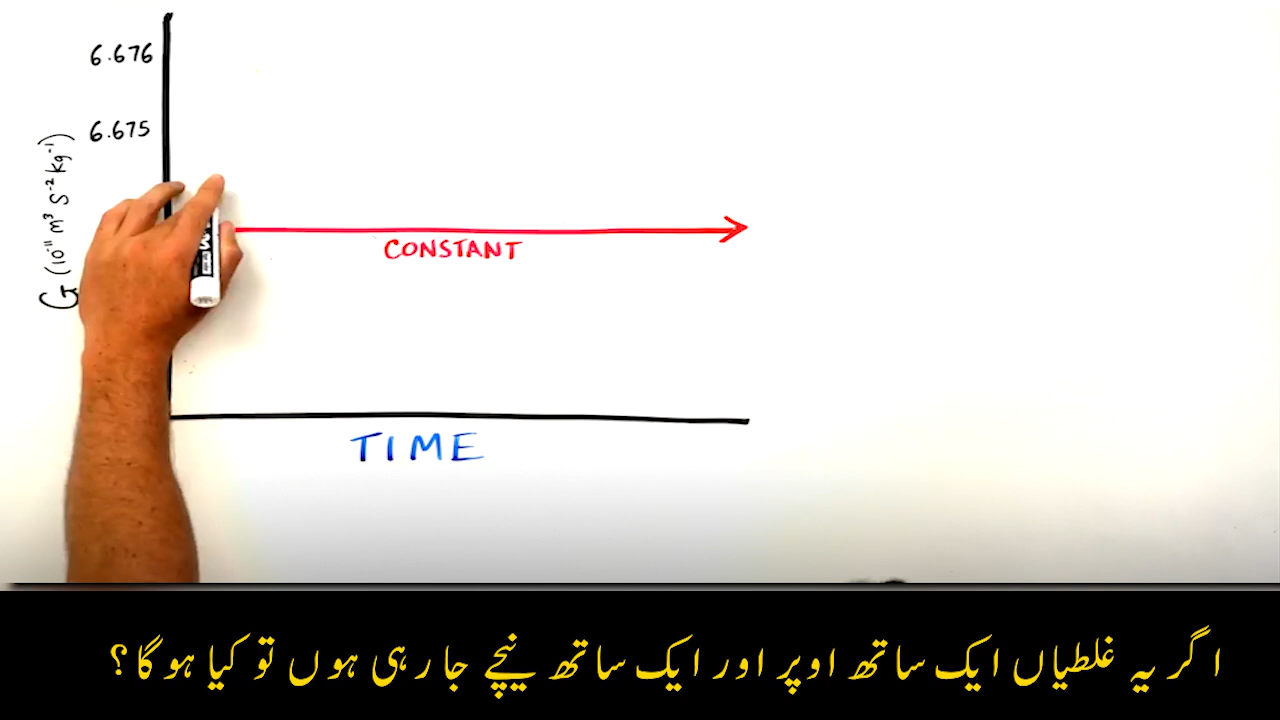 6.676
6.675
G (10⁻¹¹ m³ s⁻² kg⁻¹)
CONSTANT
TIME
اگر یہ غلطیاں ایک ساتھ اوپر اور ایک ساتھ نیچے جا رہی ہوں تو کیا ہو گا؟